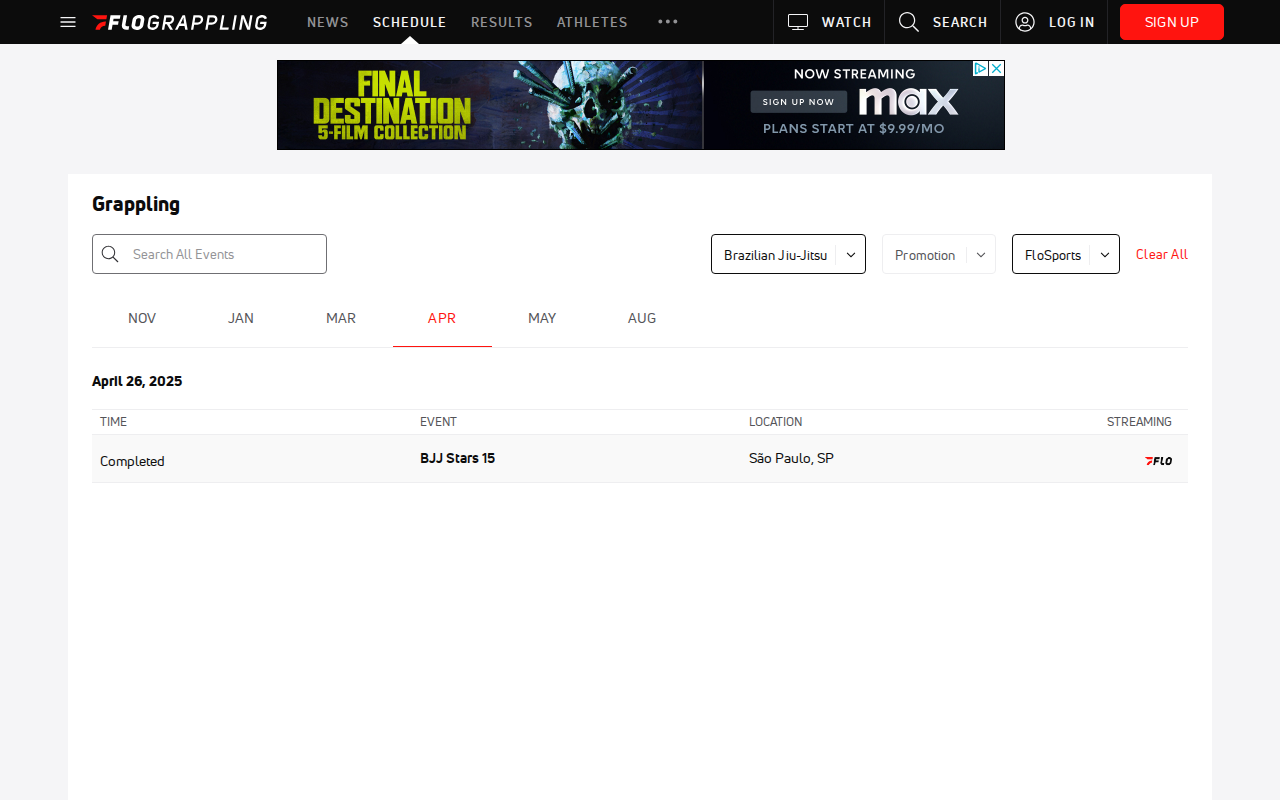 FLOGRAPPLING
NEWS
SCHEDULE
RESULTS
ATHLETES
WATCH
SEARCH
LOG IN
SIGN UP
FINAL
DESTINATION
5-FILM COLLECTION
NOW STREAMING
SIGN UP NOW
max
PLANS START AT $9.99/MO
Grappling
Search All Events
Brazilian Jiu-Jitsu
Promotion
FloSports
Clear All
NOV
JAN
MAR
APR
MAY
AUG
April 26, 2025
TIME
EVENT
LOCATION
STREAMING
Completed
BJJ Stars 15
São Paulo, SP
FLO